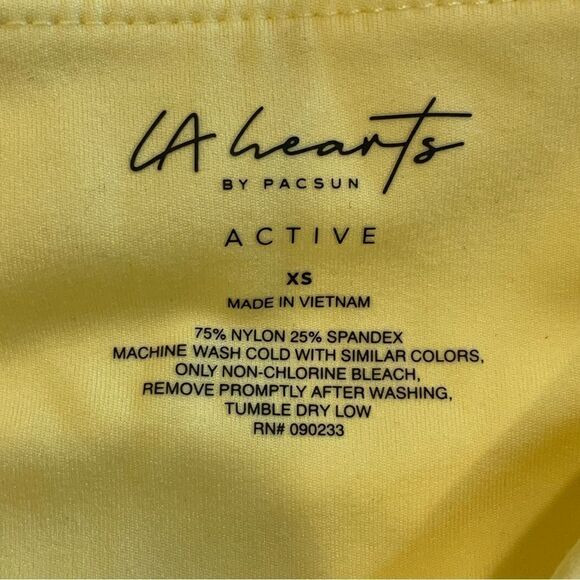 LA hearts
BY PACSUN
ACTIVE
XS
MADE IN VIETNAM
75% NYLON 25% SPANDEX
MACHINE WASH COLD WITH SIMILAR COLORS,
ONLY NON-CHLORINE BLEACH,
REMOVE PROMPTLY AFTER WASHING,
TUMBLE DRY LOW
RN# 090233